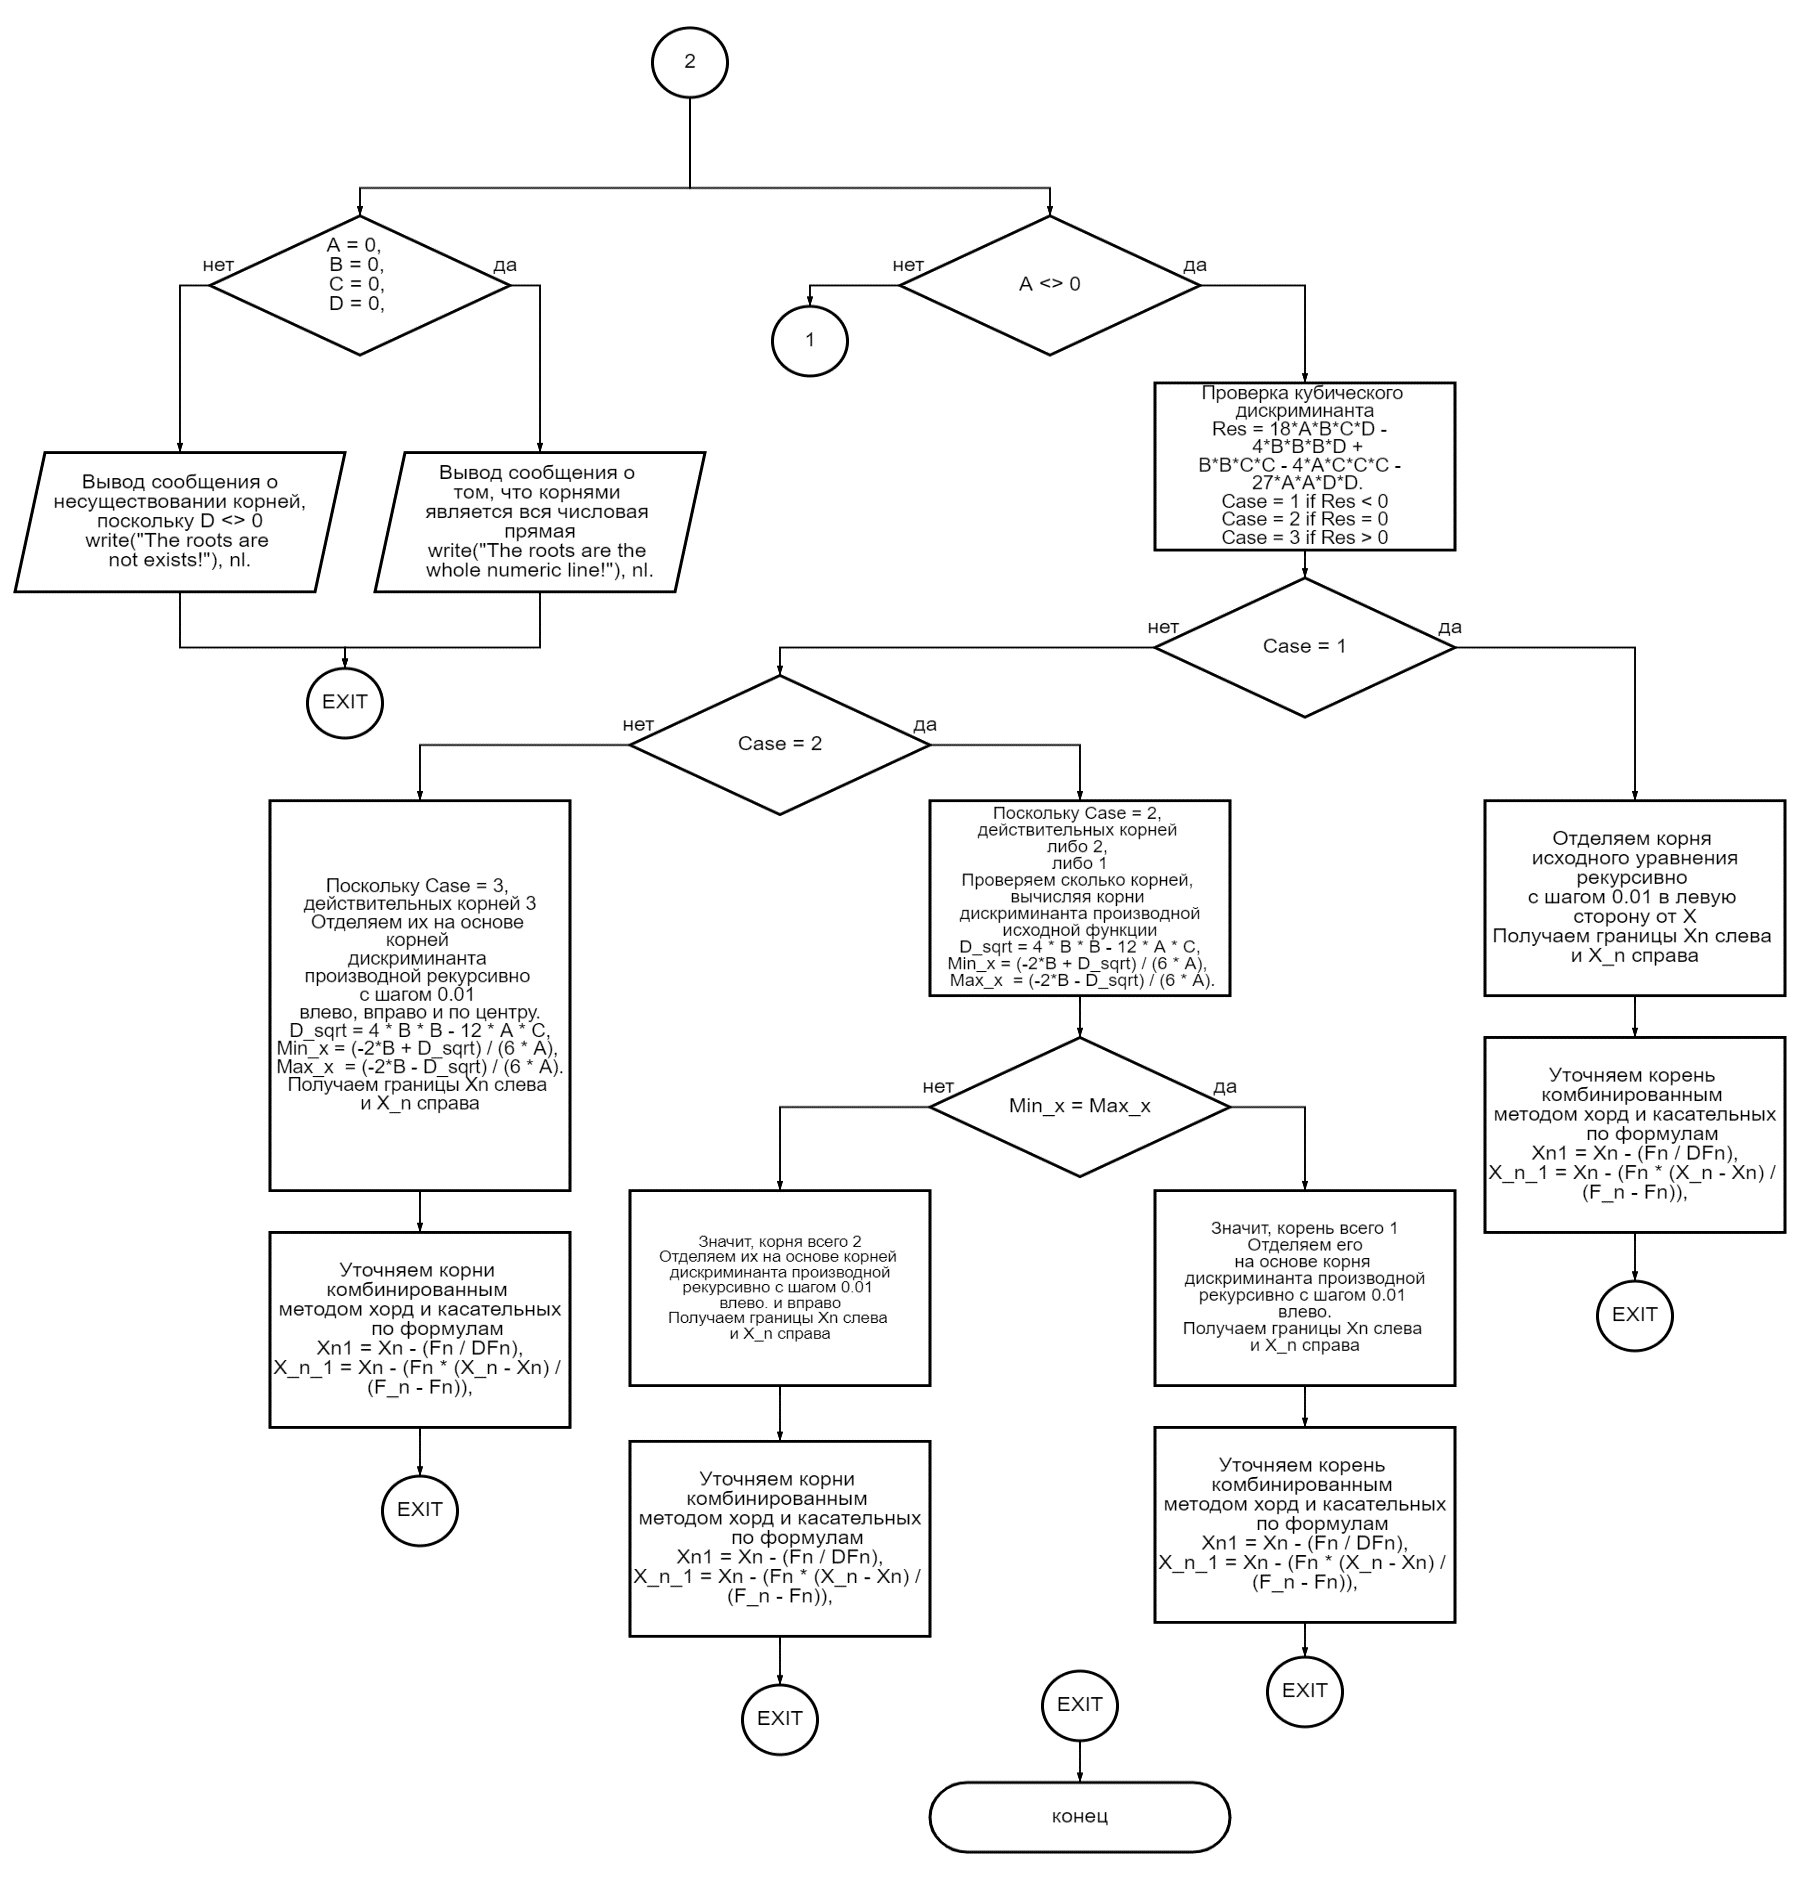 2
нет
A = 0,
B = 0,
C = 0,
D = 0,
да
нет
A <> 0
да
1
Вывод сообщения о
несуществовании корней,
поскольку D <> 0
write("The roots are
not exists!"), nl.
Вывод сообщения о
том, что корнями
является вся числовая
прямая
write("The roots are the
whole numeric line!"), nl.
EXIT
Проверка кубического
дискриминанта
Res = 18*A*B*C*D -
4*B*B*B*D +
B*B*C*C - 4*A*C*C*C -
27*A*A*D*D.
Case = 1 if Res < 0
Case = 2 if Res = 0
Case = 3 if Res > 0
нет
Case = 1
да
нет
Case = 2
да
Поскольку Case = 3,
действительных корней 3
Отделяем их на основе
корней
дискриминанта
производной рекурсивно
с шагом 0.01
влево, вправо и по центру.
D_sqrt = 4 * B * B - 12 * A * C,
Min_x = (-2*B + D_sqrt) / (6 * A),
Max_x  = (-2*B - D_sqrt) / (6 * A).
Получаем границы Xn слева
и X_n справа
Уточняем корни
комбинированным
методом хорд и касательных
по формулам
Xn1 = Xn - (Fn / DFn),
X_n_1 = Xn - (Fn * (X_n - Xn) /
(F_n - Fn)),
EXIT
Поскольку Case = 2,
действительных корней
либо 2,
либо 1
Проверяем сколько корней,
вычисляя корни
дискриминанта производной
исходной функции
D_sqrt = 4 * B * B - 12 * A * C,
Min_x = (-2*B + D_sqrt) / (6 * A),
Max_x  = (-2*B - D_sqrt) / (6 * A).
нет
Min_x = Max_x
да
Значит, корня всего 2
Отделяем их на основе корней
дискриминанта производной
рекурсивно с шагом 0.01
влево. и вправо
Получаем границы Xn слева
и X_n справа
Уточняем корни
комбинированным
методом хорд и касательных
по формулам
Xn1 = Xn - (Fn / DFn),
X_n_1 = Xn - (Fn * (X_n - Xn) /
(F_n - Fn)),
EXIT
Значит, корень всего 1
Отделяем его
на основе корня
дискриминанта производной
рекурсивно с шагом 0.01
влево.
Получаем границы Xn слева
и X_n справа
Уточняем корень
комбинированным
методом хорд и касательных
по формулам
Xn1 = Xn - (Fn / DFn),
X_n_1 = Xn - (Fn * (X_n - Xn) /
(F_n - Fn)),
EXIT
Отделяем корня
исходного уравнения
рекурсивно
с шагом 0.01 в левую
сторону от X
Получаем границы Xn слева
и X_n справа
Уточняем корень
комбинированным
методом хорд и касательных
по формулам
Xn1 = Xn - (Fn / DFn),
X_n_1 = Xn - (Fn * (X_n - Xn) /
(F_n - Fn)),
EXIT
EXIT
конец